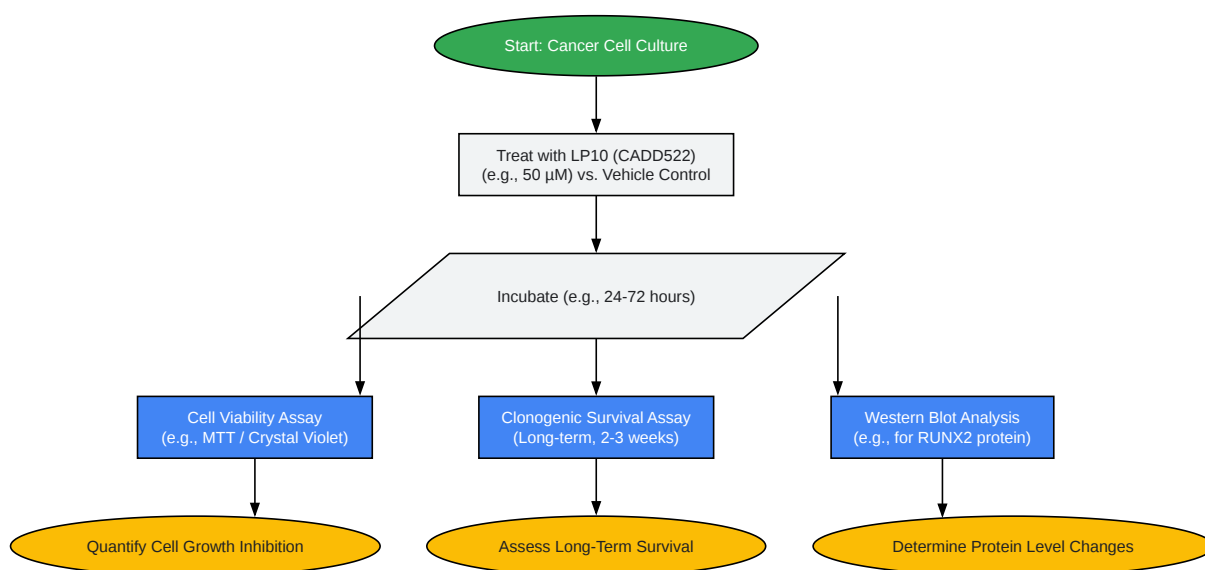 Start: Cancer Cell Culture
Treat with LP10 (CADD522)
(e.g., 50 µM) vs. Vehicle Control
Incubate (e.g., 24-72 hours)
Cell Viability Assay
(e.g., MTT / Crystal Violet)
Clonogenic Survival Assay
(Long-term, 2-3 weeks)
Western Blot Analysis
(e.g., for RUNX2 protein)
Quantify Cell Growth Inhibition
Assess Long-Term Survival
Determine Protein Level Changes